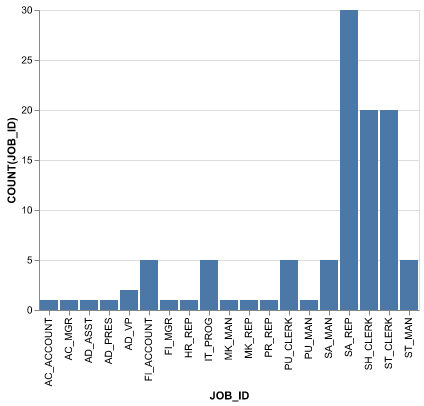 30
25
20
15
10
5
0
COUNT(JOB_ID)
AC_ACCOUNT
AC_MGR
AD_ASST
AD_PRES
AD_VP
FI_ACCOUNT
FI_MGR
HR_REP
IT_PROG
MK_MAN
MK_REP
PR_REP
PU_CLERK
PU_MAN
SA_MAN
SA_REP
SH_CLERK
ST_CLERK
ST_MAN
JOB_ID